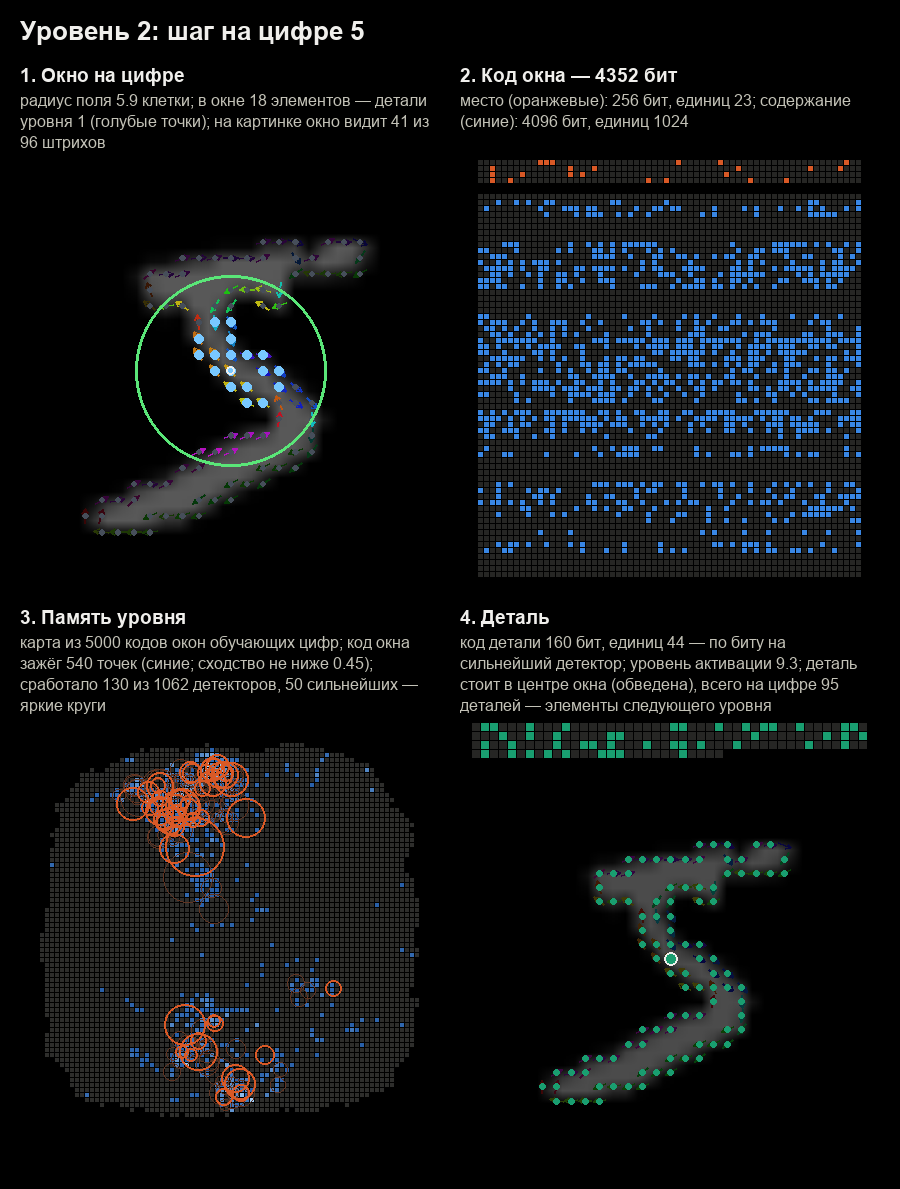 Уровень 2: шаг на цифре 5
1. Окно на цифре
радиус поля 5.9 клетки; в окне 18 элементов — детали
уровня 1 (голубые точки); на картинке окно видит 41 из
96 штрихов
2. Код окна — 4352 бит
место (оранжевые): 256 бит, единиц 23; содержание
(синие): 4096 бит, единиц 1024
3. Память уровня
карта из 5000 кодов окон обучающих цифр; код окна
зажёг 540 точек (синие; сходство не ниже 0.45);
сработало 130 из 1062 детекторов, 50 сильнейших —
яркие круги
4. Деталь
код детали 160 бит, единиц 44 — по биту на
сильнейший детектор; уровень активации 9.3; деталь
стоит в центре окна (обведена), всего на цифре 95
деталей — элементы следующего уровня